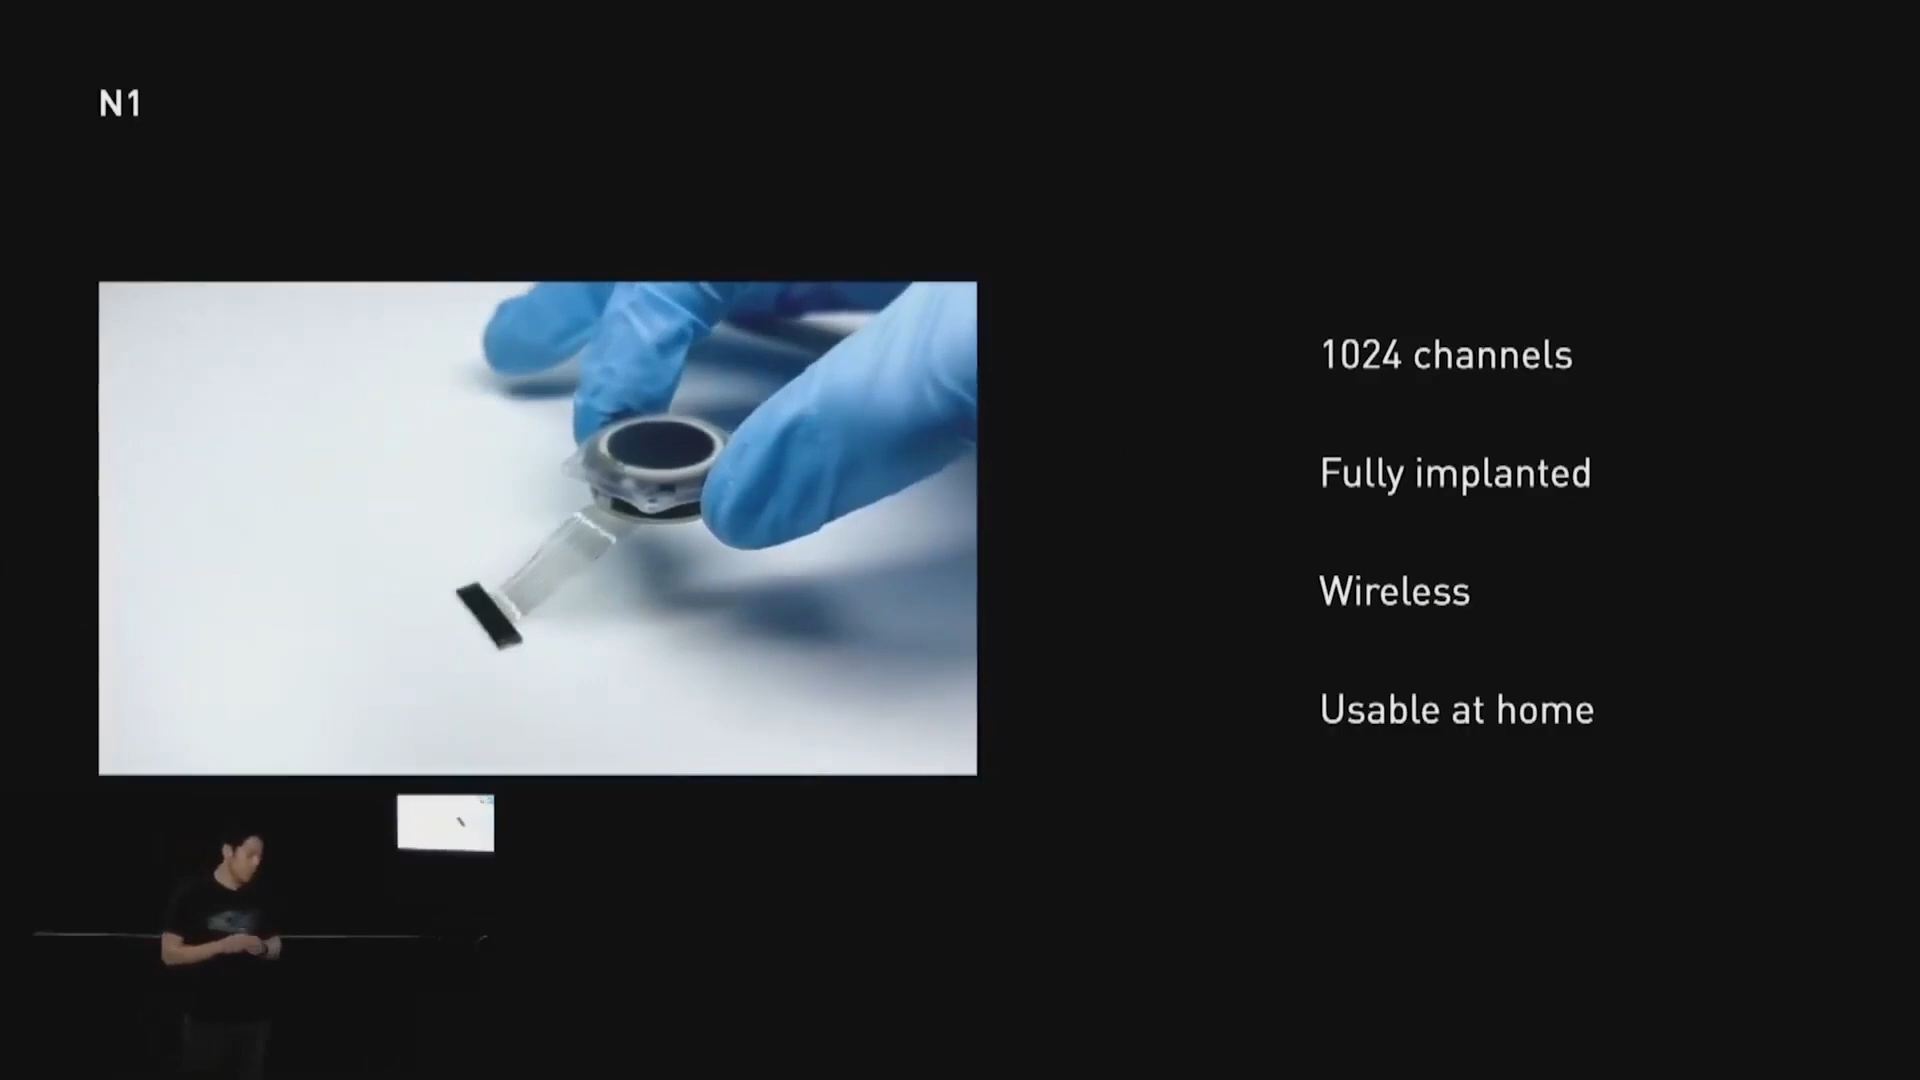 N1
1024 channels
Fully implanted
Wireless
Usable at home